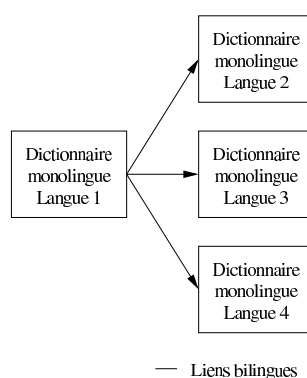 Dictionnaire
monolingue
Langue 2
Dictionnaire
monolingue
Langue 1
Dictionnaire
monolingue
Langue 3
Dictionnaire
monolingue
Langue 4
Liens bilingues